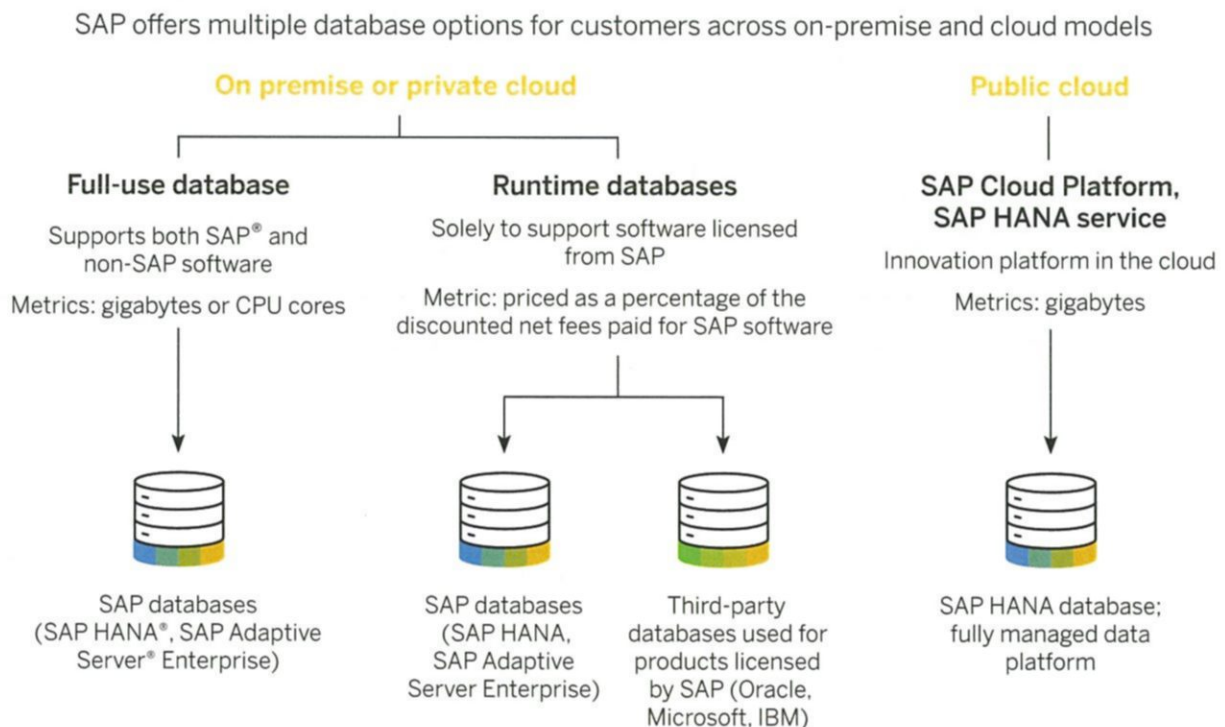 SAP offers multiple database options for customers across on-premise and cloud models
On premise or private cloud
Public cloud
Full-use database
Supports both SAP® and
non-SAP software
Metrics: gigabytes or CPU cores
Runtime databases
Solely to support software licensed
from SAP
Metric: priced as a percentage of the
discounted net fees paid for SAP software
SAP Cloud Platform,
SAP HANA service
Innovation platform in the cloud
Metrics: gigabytes
SAP databases
(SAP HANA®, SAP Adaptive
Server® Enterprise)
SAP databases
(SAP HANA,
SAP Adaptive
Server Enterprise)
Third-party
databases used for
products licensed
by SAP (Oracle,
Microsoft, IBM)
SAP HANA database;
fully managed data
platform